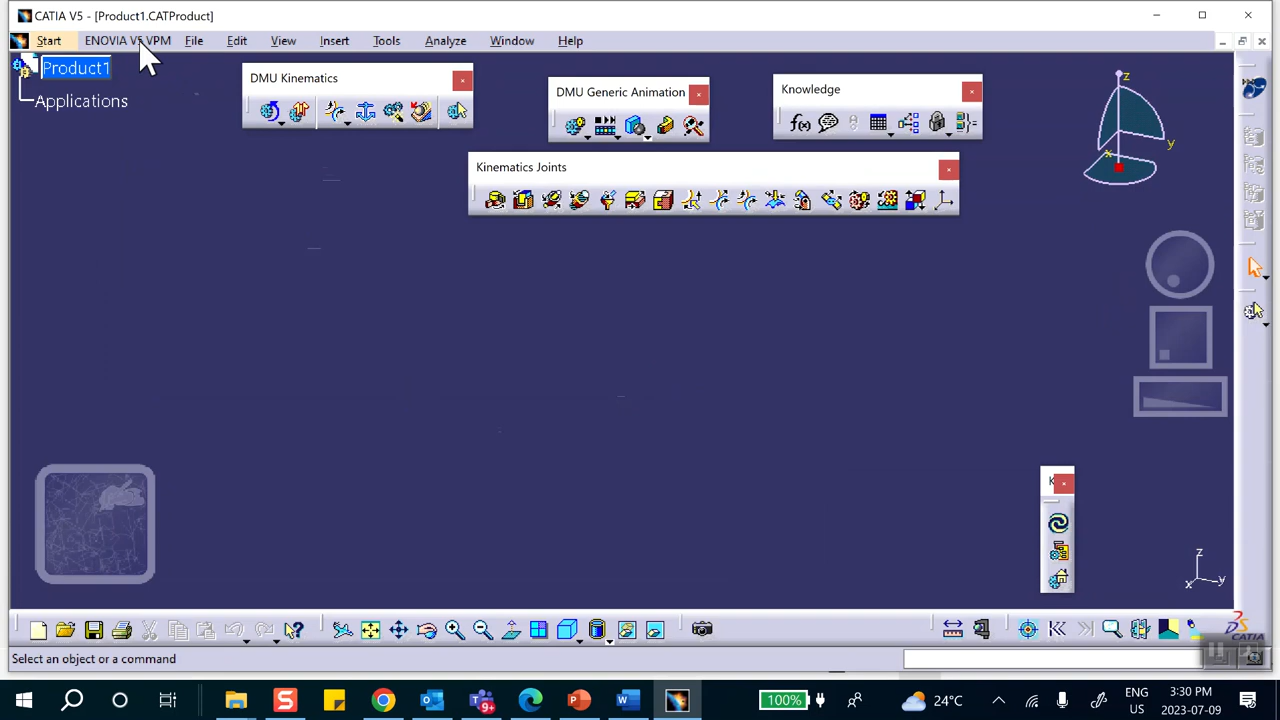 CATIA V5 - [Product1.CATProduct]
Start ENOVIA V5 VPM File Edit View Insert Tools Analyze Window Help
Product1
Applications
DMU Kinematics
DMU Generic Animation
Knowledge
Kinematics Joints
f(x)
z
y
x
K
z
x y
CATIA
Select an object or a command
100%
24°C
ENG
US
3:30 PM
2023-07-09